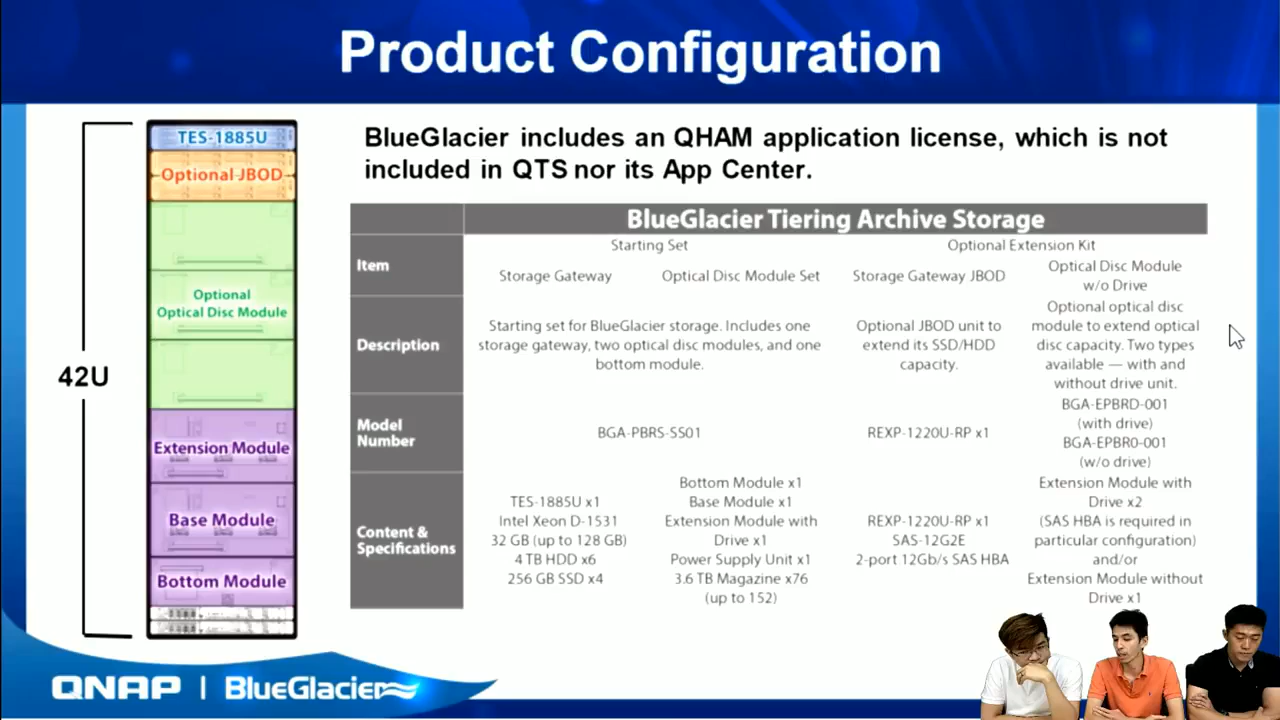 Product Configuration
TES-1885U
Optional JBOD
Optional
Optical Disc Module
Extension Module
Base Module
Bottom Module
42U
BlueGlacier includes an QHAM application license, which is not
included in QTS nor its App Center.
BlueGlacier Tiering Archive Storage
Item
Starting Set
Optional Extension Kit
Storage Gateway
Optical Disc Module Set
Storage Gateway JBOD
Optical Disc Module
w/o Drive
Description
Starting set for BlueGlacier storage. Includes one
storage gateway, two optical disc modules, and one
bottom module.
Optional JBOD unit to
extend its SSD/HDD
capacity.
Optional optical disc
module to extend optical
disc capacity. Two types
available — with and
without drive unit.
Model
Number
BGA-PBRS-SS01
REXP-1220U-RP x1
BGA-EPBRD-001
(with drive)
BGA-EPBR0-001
(w/o drive)
Content &
Specifications
TES-1885U x1
Intel Xeon D-1531
32 GB (up to 128 GB)
4 TB HDD x6
256 GB SSD x4
Bottom Module x1
Base Module x1
Extension Module with
Drive x1
Power Supply Unit x1
3.6 TB Magazine x76
(up to 152)
REXP-1220U-RP x1
SAS-12G2E
2-port 12Gb/s SAS HBA
Extension Module with
Drive x2
(SAS HBA is required in
particular configuration)
and/or
Extension Module without
Drive x1
QNAP | BlueGlacier